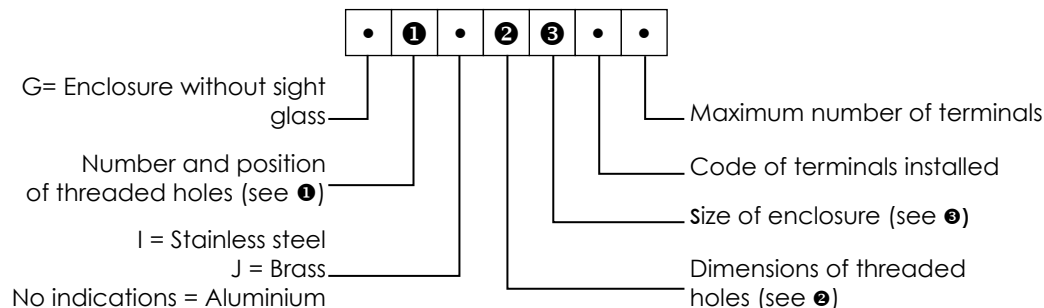 • ❶ • ❷ ❸ • •
G= Enclosure without sight
glass
Number and position
of threaded holes (see ❶)
I = Stainless steel
J = Brass
No indications = Aluminium
Maximum number of terminals
Code of terminals installed
Size of enclosure (see ❸)
Dimensions of threaded
holes (see ❷)